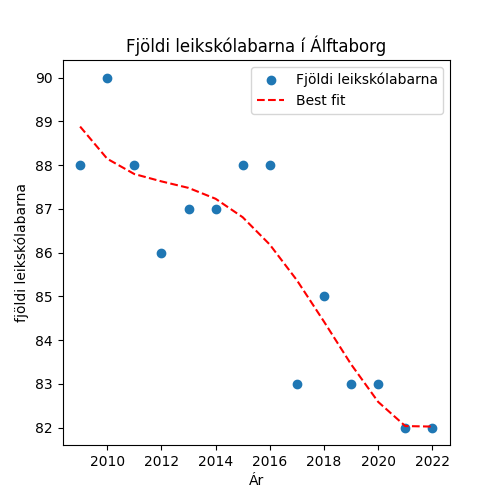 Fjöldi leikskólabarna í Álftaborg
Fjöldi leikskólabarna
Best fit
fjöldi leikskólabarna
90
89
88
87
86
85
84
83
82
2010 2012 2014 2016 2018 2020 2022
Ár